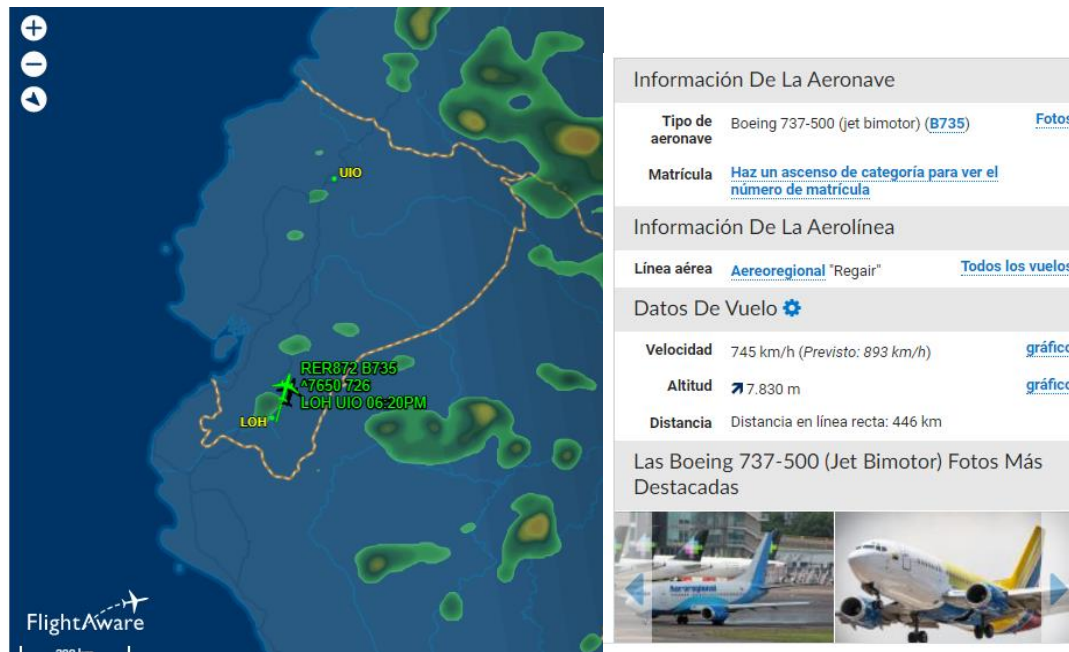 UIO
RER872 B735
^7650 726
LOH UIO 06:20PM
LOH
FlightAware
Información De La Aeronave
Tipo de
aeronave
Boeing 737-500 (jet bimotor) (B735)
Fotos
Matrícula
Haz un ascenso de categoría para ver el
número de matrícula
Información De La Aerolínea
Línea aérea
Aereoregional "Regair"
Todos los vuelos
Datos De Vuelo
Velocidad
745 km/h (Previsto: 893 km/h)
gráfico
Altitud
7.830 m
gráfico
Distancia
Distancia en línea recta: 446 km
Las Boeing 737-500 (Jet Bimotor) Fotos Más
Destacadas
Aeroregional